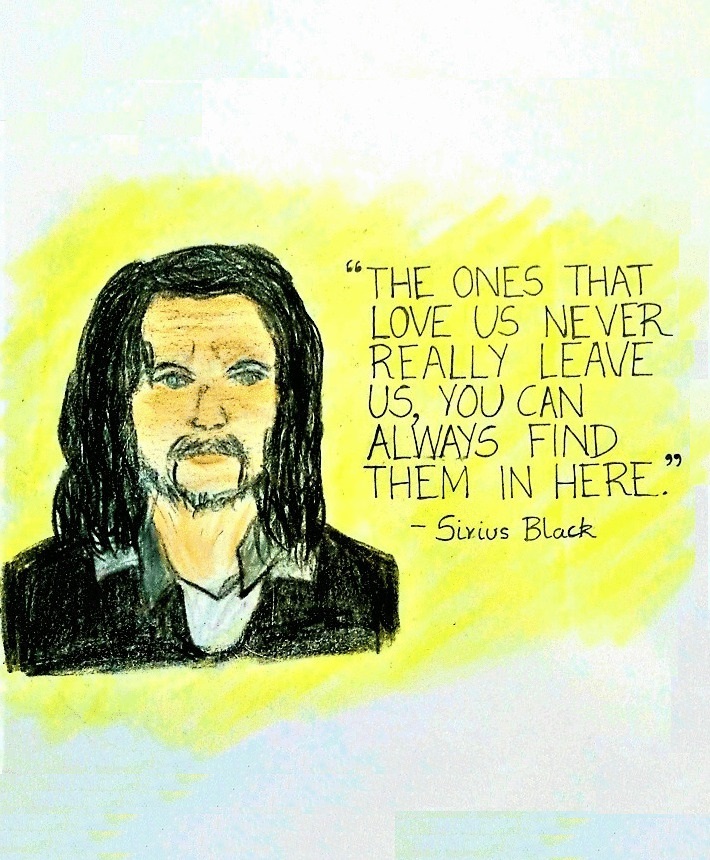 “THE ONES THAT
LOVE US NEVER
REALLY LEAVE
US, YOU CAN
ALWAYS FIND
THEM IN HERE.”
- Sirius Black